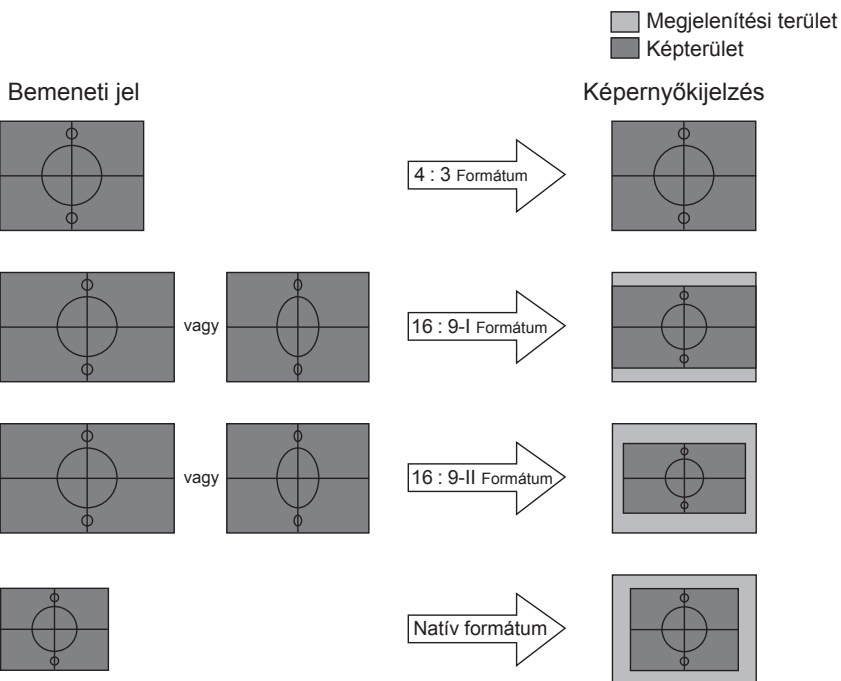 Megjelenítési terület
Képterület
Bemeneti jel
Képernyőkijelzés
4 : 3 Formátum
vagy
16 : 9-I Formátum
vagy
16 : 9-II Formátum
Natív formátum